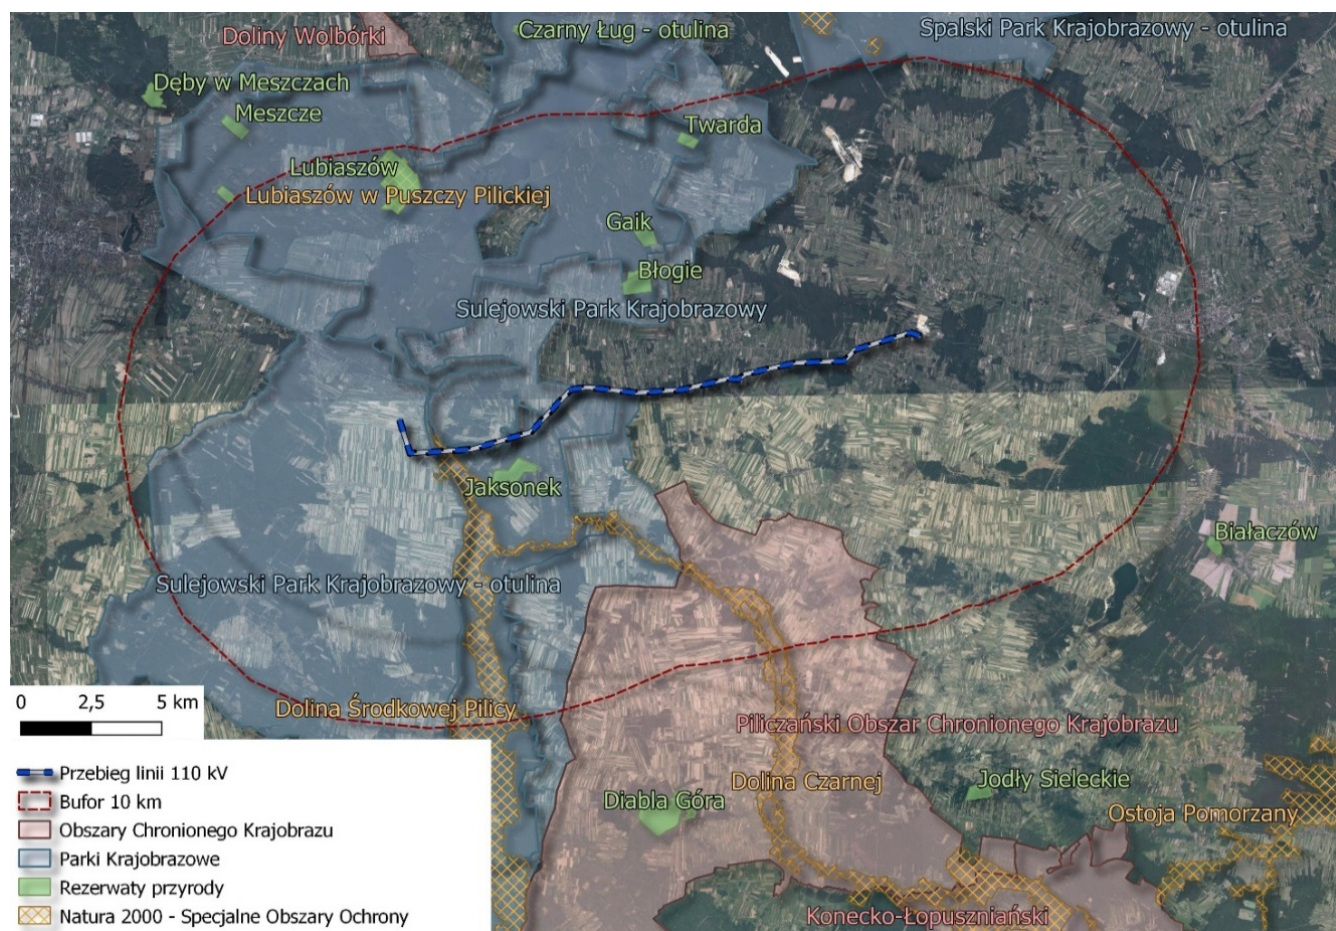 Doliny Wolbórki
Czarny Ług - otulina
Spalski Park Krajobrazowy - otulina
Dęby w Meszczach
Meszcze
Twarda
Lubiaszów
Lubiaszów w Puszczy Pilickiej
Gaik
Błogie
Sulejowski Park Krajobrazowy
Jaksonek
Białaczów
Sulejowski Park Krajobrazowy - otulina
Dolina Środkowej Pilicy
Piliczański Obszar Chronionego Krajobrazu
Dolina Czarnej
Jodły Sieleckie
Diabla Góra
Ostoja Pomorzany
Konecko-Łopuszniański
0 2,5 5 km
Przebieg linii 110 kV
Bufor 10 km
Obszary Chronionego Krajobrazu
Parki Krajobrazowe
Rezerwaty przyrody
Natura 2000 - Specjalne Obszary Ochrony